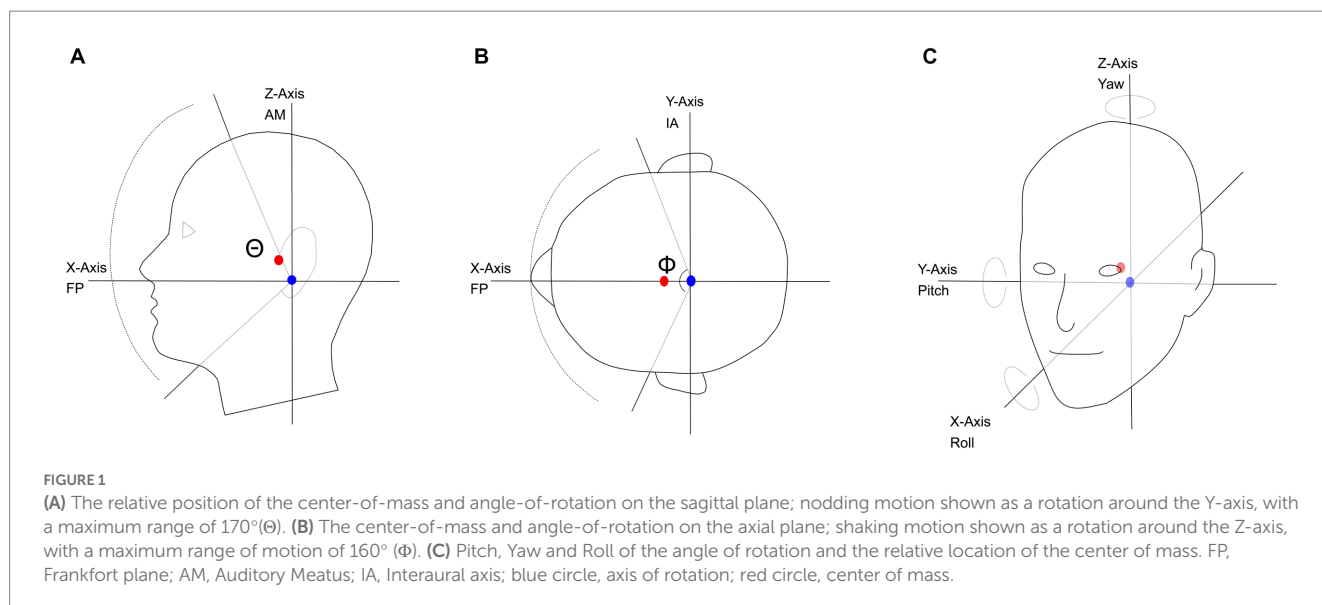 A
Z-Axis
AM
Θ
X-Axis
FP
B
Y-Axis
IA
Φ
X-Axis
FP
C
Z-Axis
Yaw
Y-Axis
Pitch
X-Axis
Roll
FIGURE 1
(A) The relative position of the center-of-mass and angle-of-rotation on the sagittal plane; nodding motion shown as a rotation around the Y-axis, with
a maximum range of 170°(Θ). (B) The center-of-mass and angle-of-rotation on the axial plane; shaking motion shown as a rotation around the Z-axis,
with a maximum range of motion of 160° (Φ). (C) Pitch, Yaw and Roll of the angle of rotation and the relative location of the center of mass. FP,
Frankfort plane; AM, Auditory Meatus; IA, Interaural axis; blue circle, axis of rotation; red circle, center of mass.